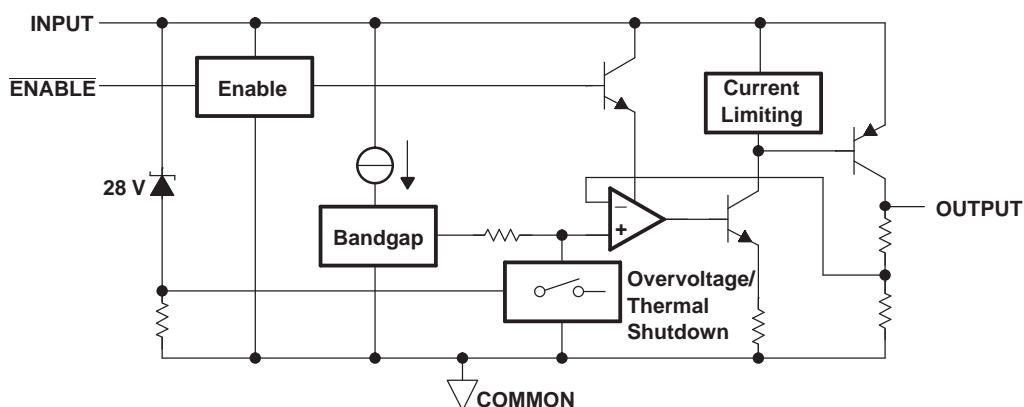 INPUT
ENABLE
Enable
Current
Limiting
28 V
Bandgap
−
+
OUTPUT
Overvoltage/
Thermal
Shutdown
COMMON